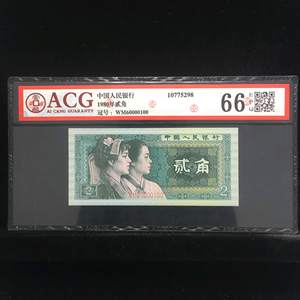 ACG
AI CANG GUARANTY
中国人民银行
1980年贰角
冠号：WM60000100
10775298
66
EPQ
中国人民银行
贰角
2
WM60000100